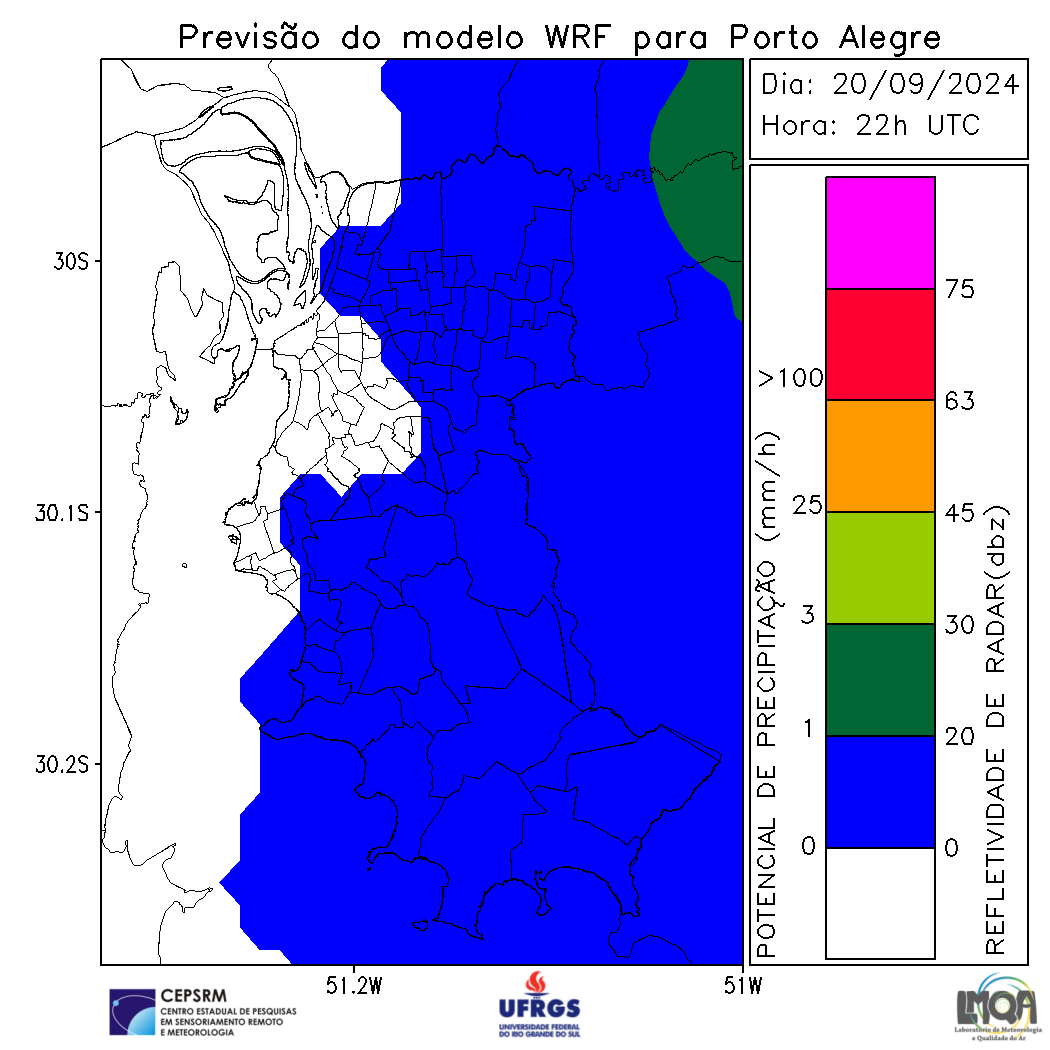 Previsão do modelo WRF para Porto Alegre
Dia: 20/09/2024
Hora: 22h UTC
30S
30.1S
30.2S
51.2W
51W
POTENCIAL DE PRECIPITAÇÃO (mm/h)
>100
25
3
1
0
75
63
45
30
20
0
REFLETIVIDADE DE RADAR(dbz)
CEPSRM
CENTRO ESTADUAL DE PESQUISAS
EM SENSORIAMENTO REMOTO
E METEOROLOGIA
UFRGS
UNIVERSIDADE FEDERAL
DO RIO GRANDE DO SUL
LMQA
Laboratório de Meteorologia
e Qualidade do Ar